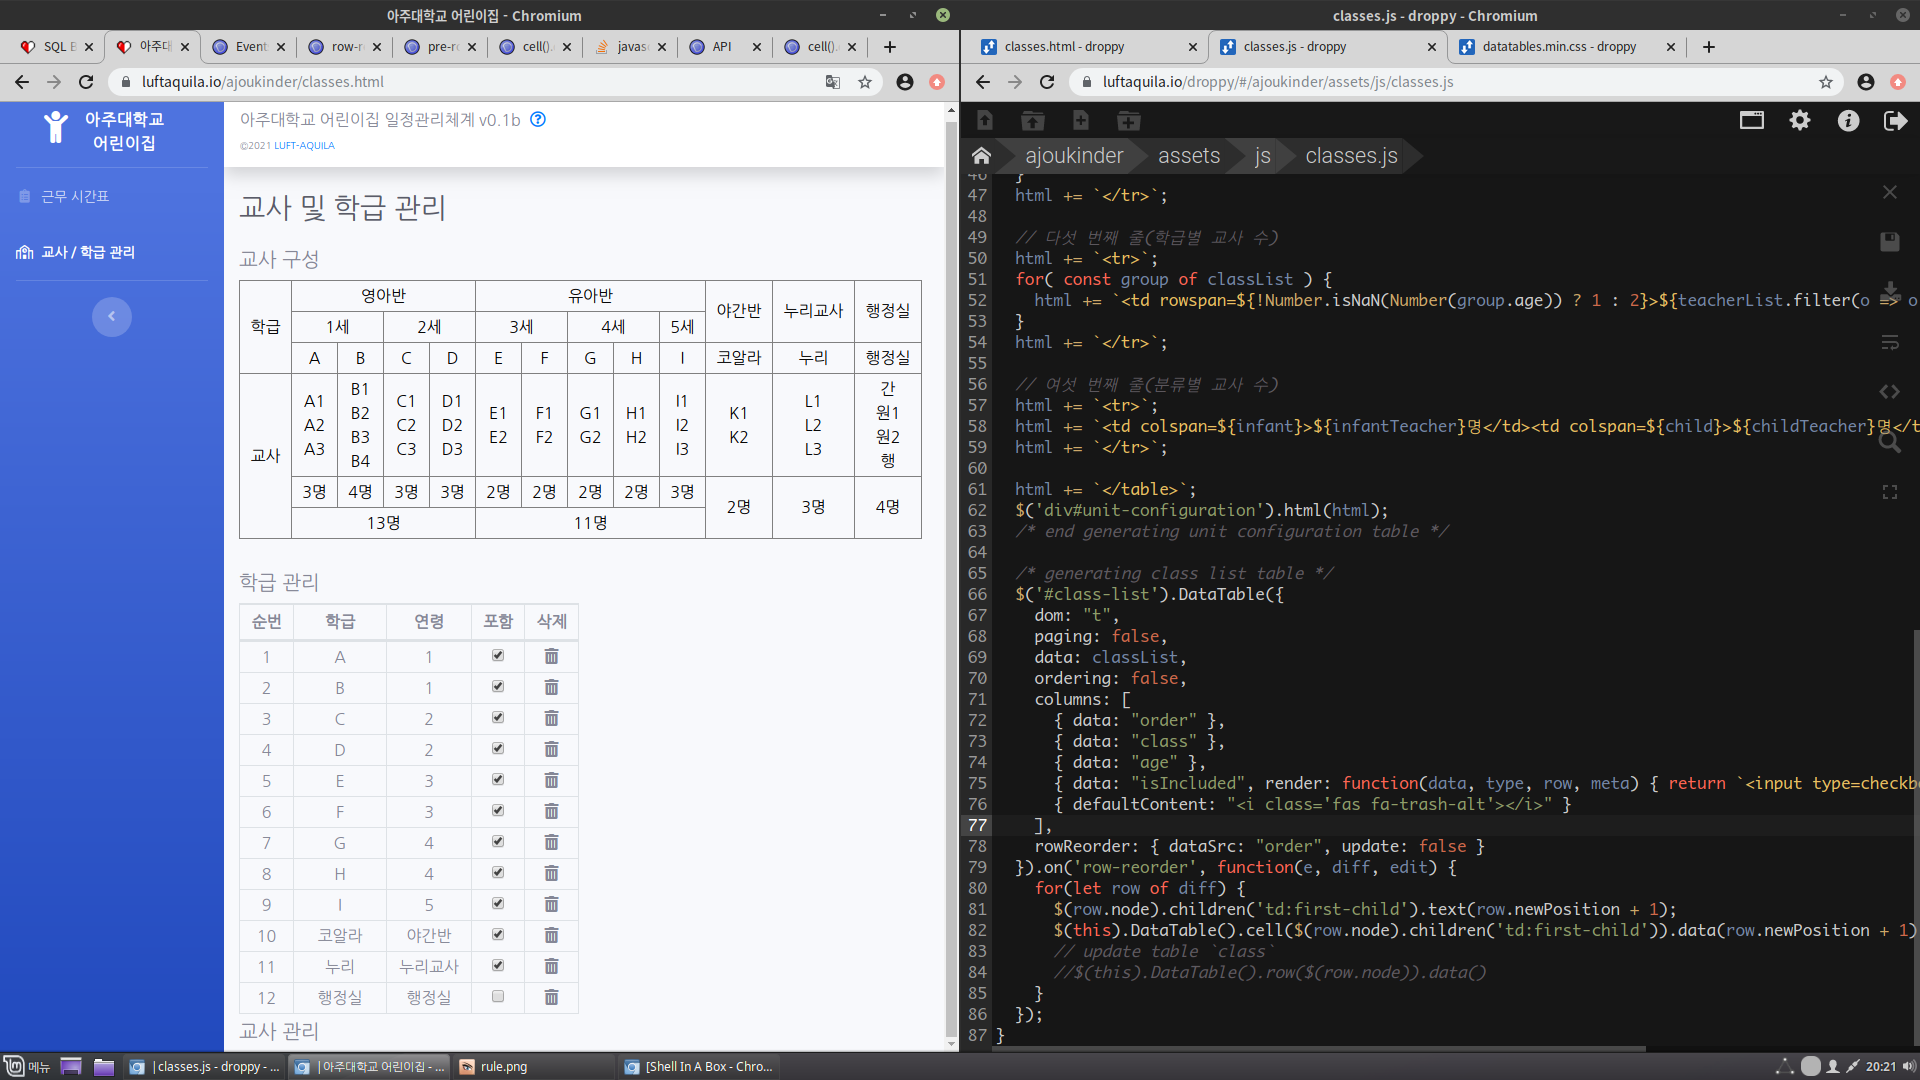 아주대학교 어린이집 - Chromium
SQL B
아주대
Event
row-r
pre-ro
cell().
javas
API
cell().
luftaquila.io/ajoukinder/classes.html
아주대학교
어린이집
근무 시간표
교사 / 학급 관리
아주대학교 어린이집 일정관리체계 v0.1b
©2021 LUFT-AQUILA
교사 및 학급 관리
교사 구성
학급 영아반 유아반 야간반 누리교사 행정실
1세 2세 3세 4세 5세
A B C D E F G H I 코알라 누리 행정실
교사
A1 A2 A3
B1 B2 B3 B4
C1 C2 C3
D1 D2 D3
E1 E2
F1 F2
G1 G2
H1 H2
I1 I2 I3
K1 K2
L1 L2 L3
간 원1 원2 행
3명 4명 3명 3명 2명 2명 2명 2명 3명 2명 3명 4명
13명 11명
학급 관리
순번 학급 연령 포함 삭제
1 A 1
2 B 1
3 C 2
4 D 2
5 E 3
6 F 3
7 G 4
8 H 4
9 I 5
10 코알라 야간반
11 누리 누리교사
12 행정실 행정실
교사 관리
classes.js - droppy - Chromium
classes.html - droppy
classes.js - droppy
datatables.min.css - droppy
luftaquila.io/droppy/#/ajoukinder/assets/js/classes.js
ajoukinder assets js classes.js
46 }
47 html += `</tr>`;
48
49 // 다섯 번째 줄(학급별 교사 수)
50 html += `<tr>`;
51 for( const group of classList ) {
52 html += `<td rowspan=${!Number.isNaN(Number(group.age)) ? 1 : 2}>${teacherList.filter(o => o
53 }
54 html += `</tr>`;
55
56 // 여섯 번째 줄(분류별 교사 수)
57 html += `<tr>`;
58 html += `<td colspan=${infant}>${infantTeacher}명</td><td colspan=${child}>${childTeacher}명</t
59 html += `</tr>`;
60
61 html += `</table>`;
62 $('div#unit-configuration').html(html);
63 /* end generating unit configuration table */
64
65 /* generating class list table */
66 $('#class-list').DataTable({
67 dom: "t",
68 paging: false,
69 data: classList,
70 ordering: false,
71 columns: [
72 { data: "order" },
73 { data: "class" },
74 { data: "age" },
75 { data: "isIncluded", render: function(data, type, row, meta) { return `<input type=checkb
76 { defaultContent: "<i class='fas fa-trash-alt'></i>" }
77 ],
78 rowReorder: { dataSrc: "order", update: false }
79 }).on('row-reorder', function(e, diff, edit) {
80 for(let row of diff) {
81 $(row.node).children('td:first-child').text(row.newPosition + 1);
82 $(this).DataTable().cell($(row.node).children('td:first-child')).data(row.newPosition + 1)
83 // update table `class`
84 //$(this).DataTable().row($(row.node)).data()
85 }
86 });
87 }
메뉴
| classes.js - droppy - ...
| 아주대학교 어린이집 - ...
rule.png
[Shell In A Box - Chro...
20:21